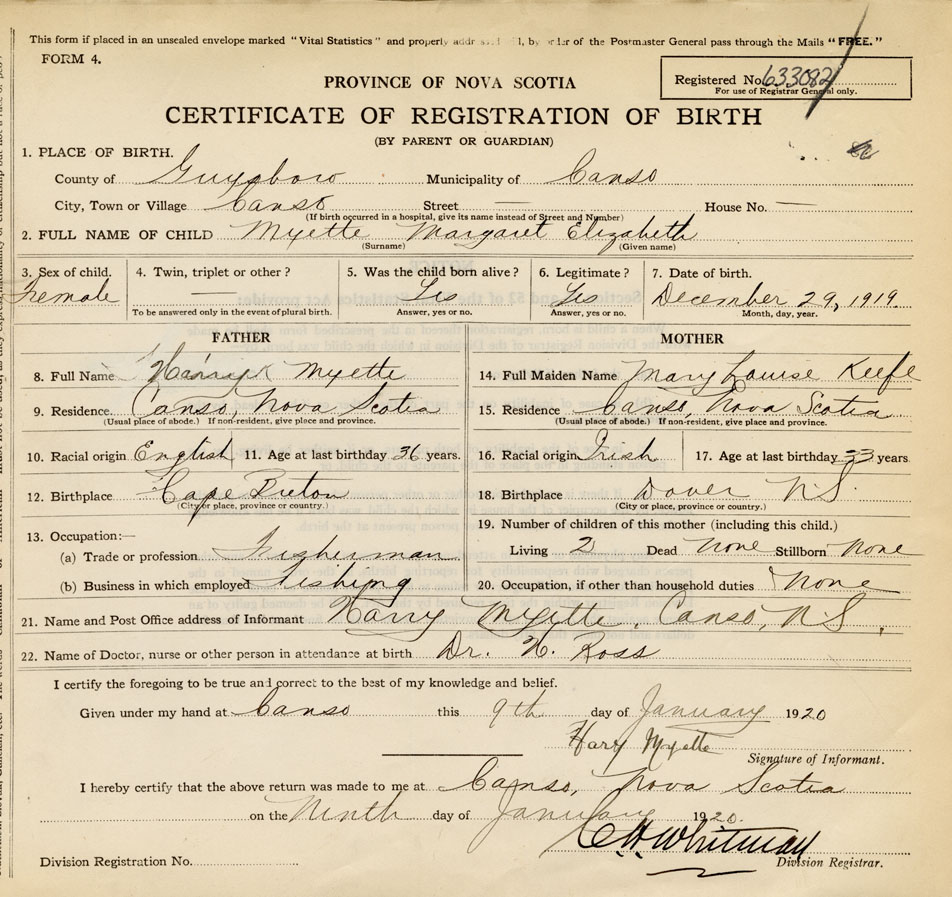 This form if placed in an unsealed envelope marked "Vital Statistics" and properly addr s l l, by or ler of the Postmaster General pass through the Mails "FREE."
FORM 4.
PROVINCE OF NOVA SCOTIA
Registered No. 633082
For use of Registrar General only.
CERTIFICATE OF REGISTRATION OF BIRTH
(BY PARENT OR GUARDIAN)
1. PLACE OF BIRTH.
County of Guysboro Municipality of Canso
City, Town or Village Canso Street — House No. —
(If birth occurred in a hospital, give its name instead of Street and Number)
2. FULL NAME OF CHILD Myette Margaret Elizabeth
(Surname) (Given name)
3. Sex of child. 4. Twin, triplet or other? 5. Was the child born alive? 6. Legitimate? 7. Date of birth.
Female — Yes Yes December 29, 1919
To be answered only in the event of plural birth. Answer, yes or no. Answer, yes or no. Month, day, year.
FATHER MOTHER
8. Full Name Harry Myette 14. Full Maiden Name Mary Louise Keefe
9. Residence. Canso, Nova Scotia 15. Residence Canso, Nova Scotia
(Usual place of abode.) If non-resident, give place and province. (Usual place of abode.) If non-resident, give place and province.
10. Racial origin English 11. Age at last birthday 36 years. 16. Racial origin Irish 17. Age at last birthday 33 years.
12. Birthplace Cape Breton 18. Birthplace Dover N.S.
(City or place, province or country.) (City or place, province or country.)
13. Occupation:— 19. Number of children of this mother (including this child.)
(a) Trade or profession Fisherman Living 2 Dead None Stillborn None
(b) Business in which employed Fishing 20. Occupation, if other than household duties None
21. Name and Post Office address of Informant Harry Myette, Canso, N.S.
22. Name of Doctor, nurse or other person in attendance at birth Dr. H. Ross
I certify the foregoing to be true and correct to the best of my knowledge and belief.
Given under my hand at Canso this 9th day of January 1920
Hary Myette
Signature of Informant.
I hereby certify that the above return was made to me at Canso, Nova Scotia
on the Ninth day of January 1920.
C H Whitman
Division Registration No. Division Registrar.